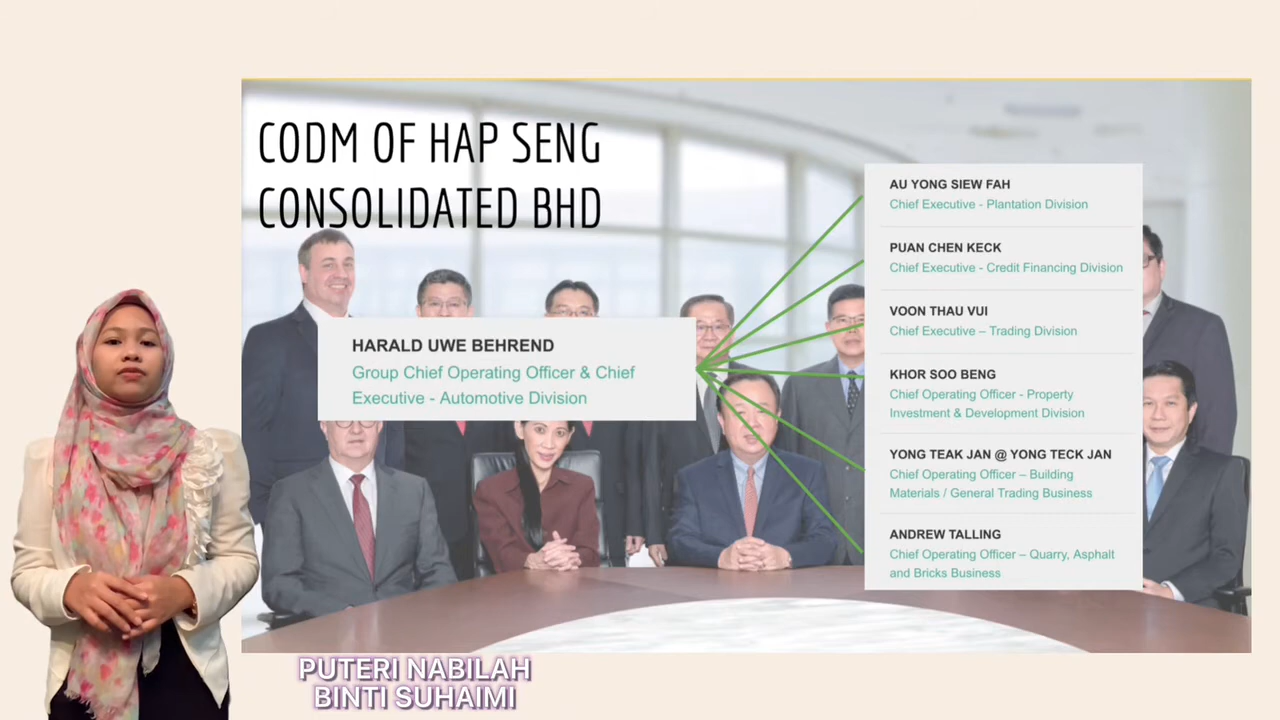 CODM OF HAP SENG
CONSOLIDATED BHD
HARALD UWE BEHREND
Group Chief Operating Officer & Chief
Executive - Automotive Division
AU YONG SIEW FAH
Chief Executive - Plantation Division
PUAN CHEN KECK
Chief Executive - Credit Financing Division
VOON THAU VUI
Chief Executive – Trading Division
KHOR SOO BENG
Chief Operating Officer - Property
Investment & Development Division
YONG TEAK JAN @ YONG TECK JAN
Chief Operating Officer – Building
Materials / General Trading Business
ANDREW TALLING
Chief Operating Officer – Quarry, Asphalt
and Bricks Business
PUTERI NABILAH
BINTI SUHAIMI